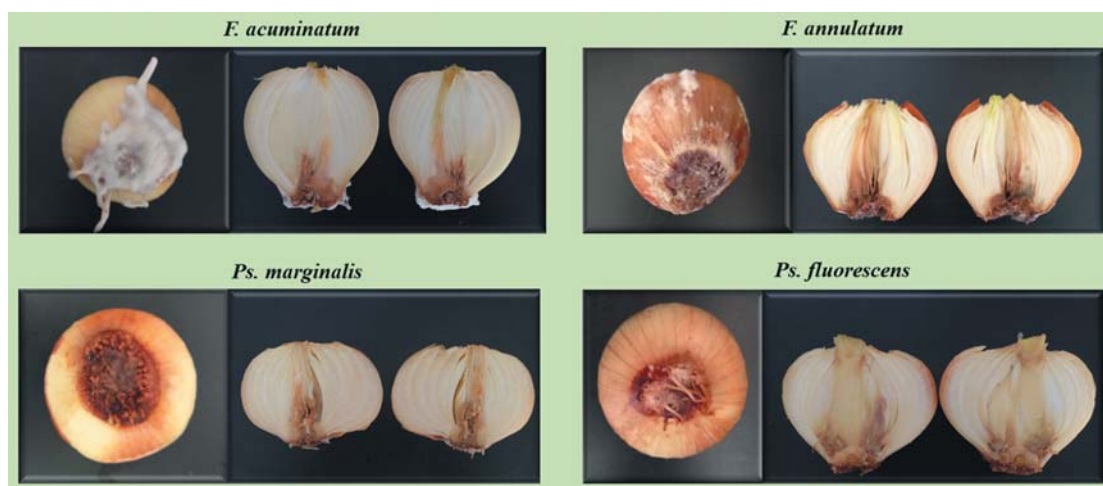 F. acuminatum
F. annulatum
Ps. marginalis
Ps. fluorescens